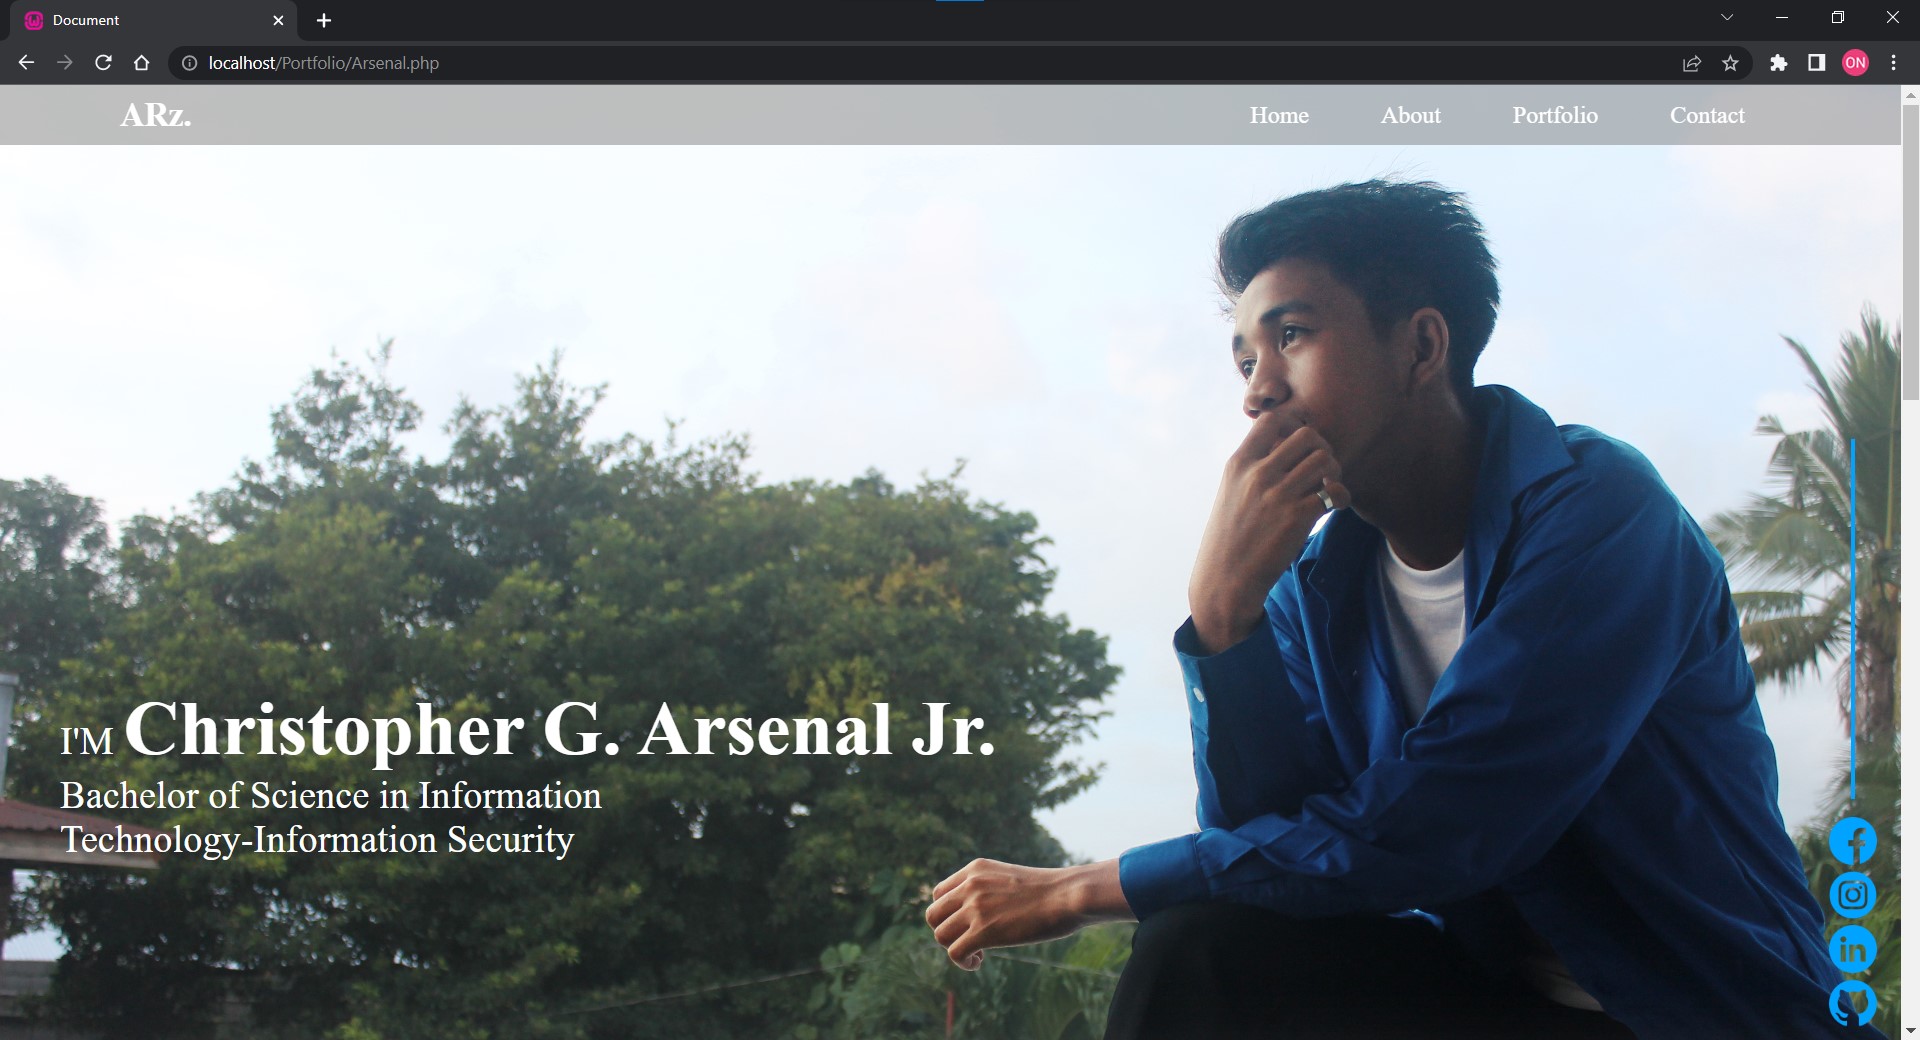 Document
localhost/Portfolio/Arsenal.php
ON
ARz.
Home About Portfolio Contact
I'M Christopher G. Arsenal Jr.
Bachelor of Science in Information
Technology-Information Security
in